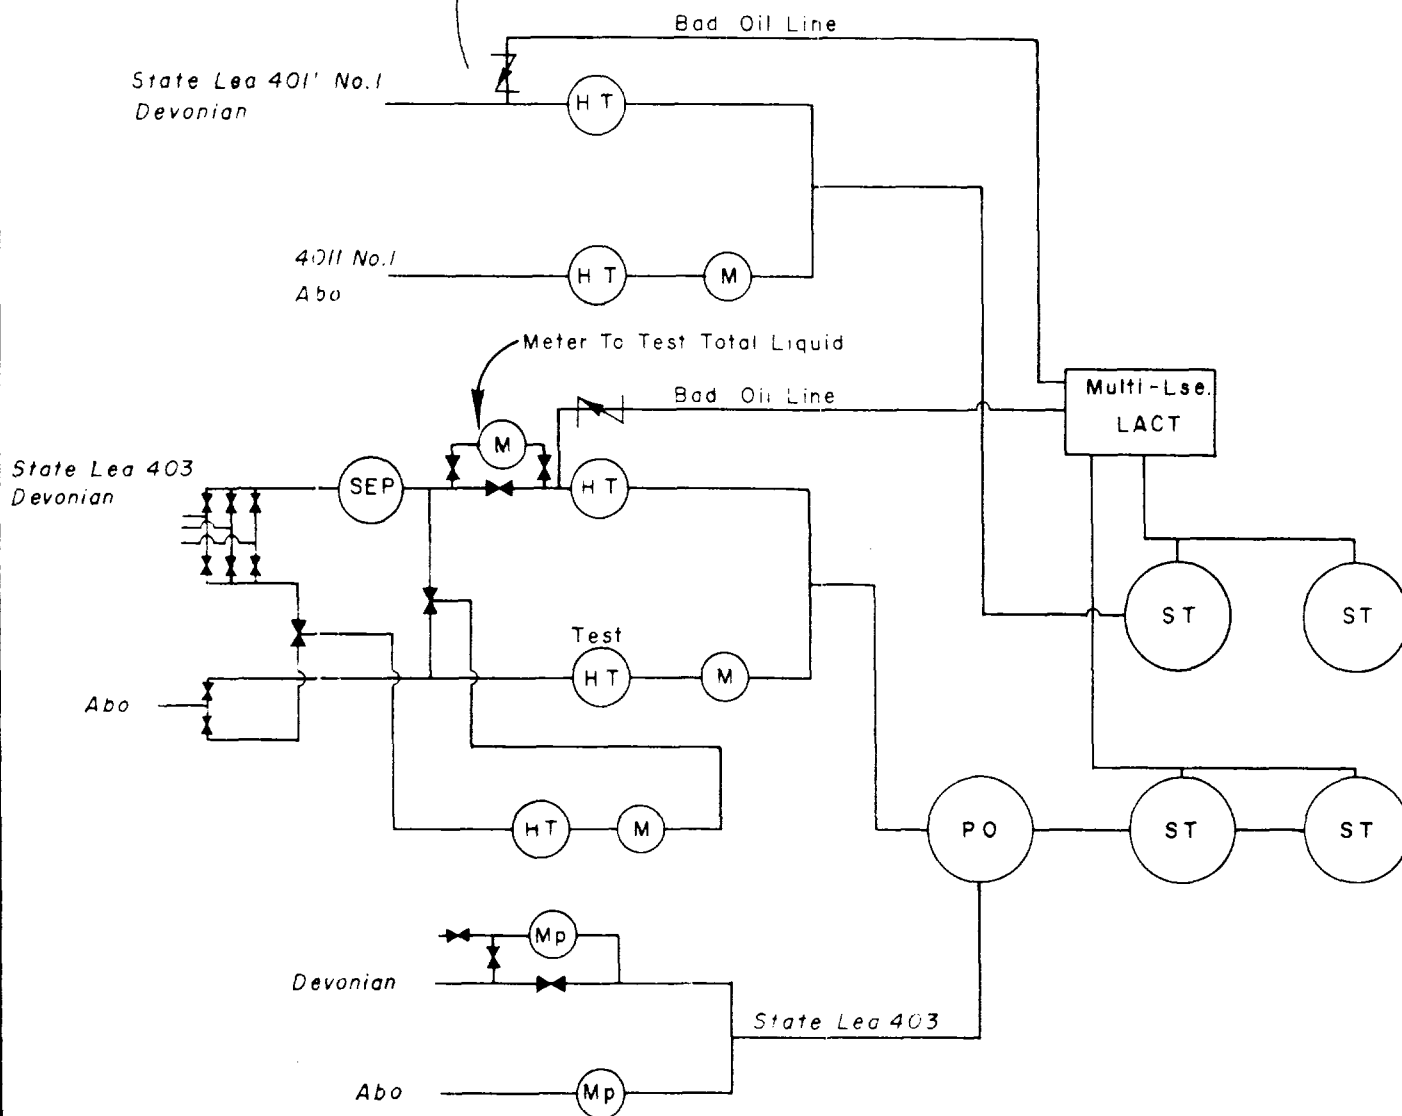 Bad Oil Line
State Lea 401' No.1
Devonian
HT
4011 No.1
Abo
HT
M
Meter To Test Total Liquid
Bad Oil Line
Multi-Lse.
LACT
M
State Lea 403
Devonian
SEP
HT
ST
ST
Test
HT
M
Abo
HT
M
PO
ST
ST
Mp
Devonian
State Lea 403
Abo
Mp